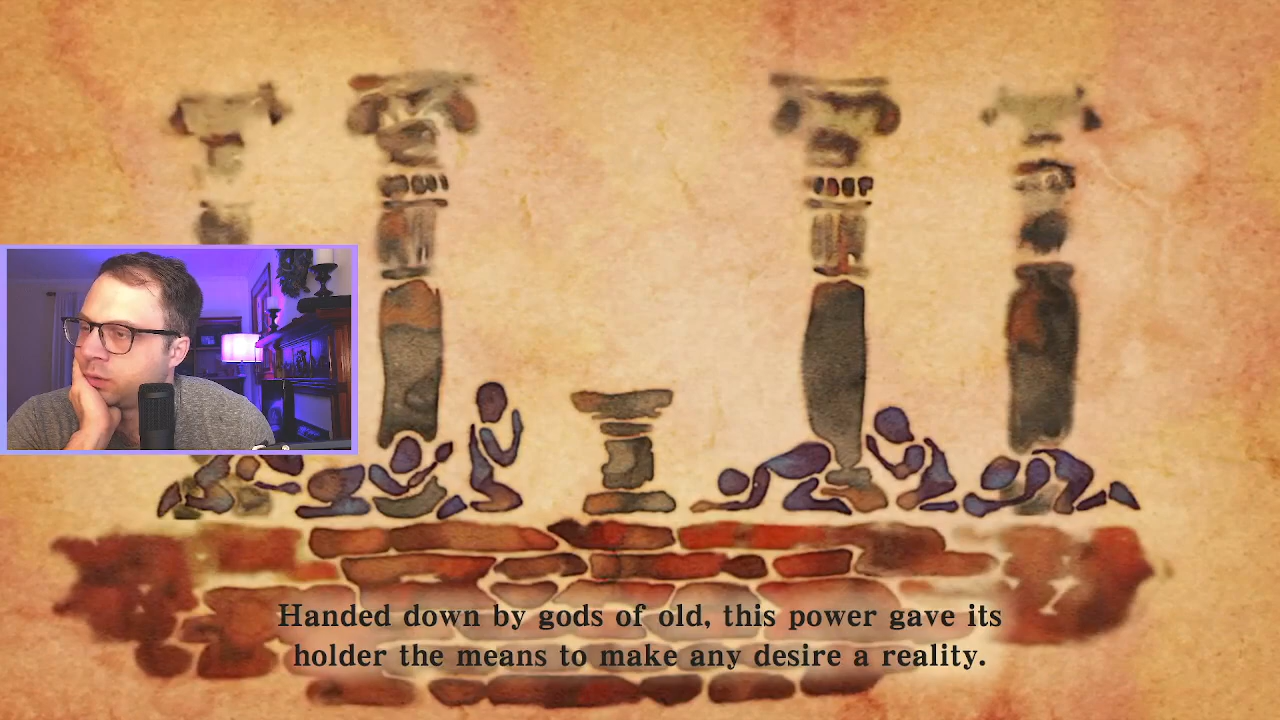 Handed down by gods of old, this power gave its
holder the means to make any desire a reality.